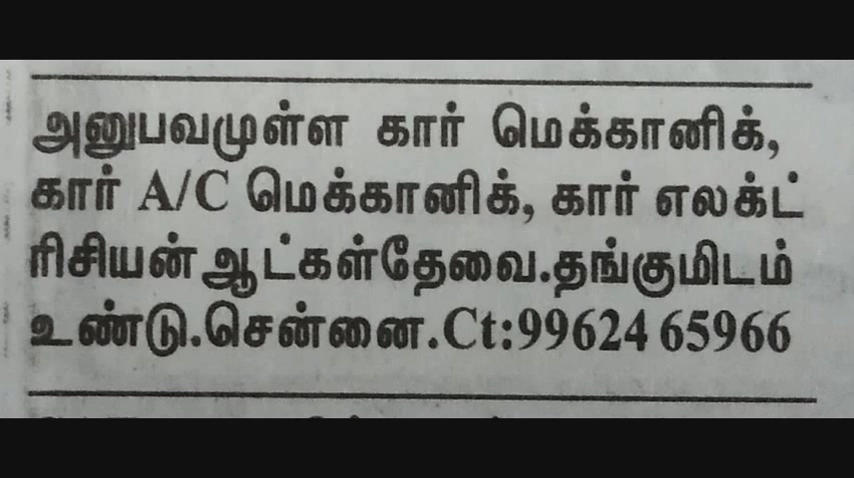 அனுபவமுள்ள கார் மெக்கானிக்,
கார் A/C மெக்கானிக், கார் எலக்ட்
ரிசியன் ஆட்கள்தேவை.தங்குமிடம்
உண்டு.சென்னை.Ct:99624 65966